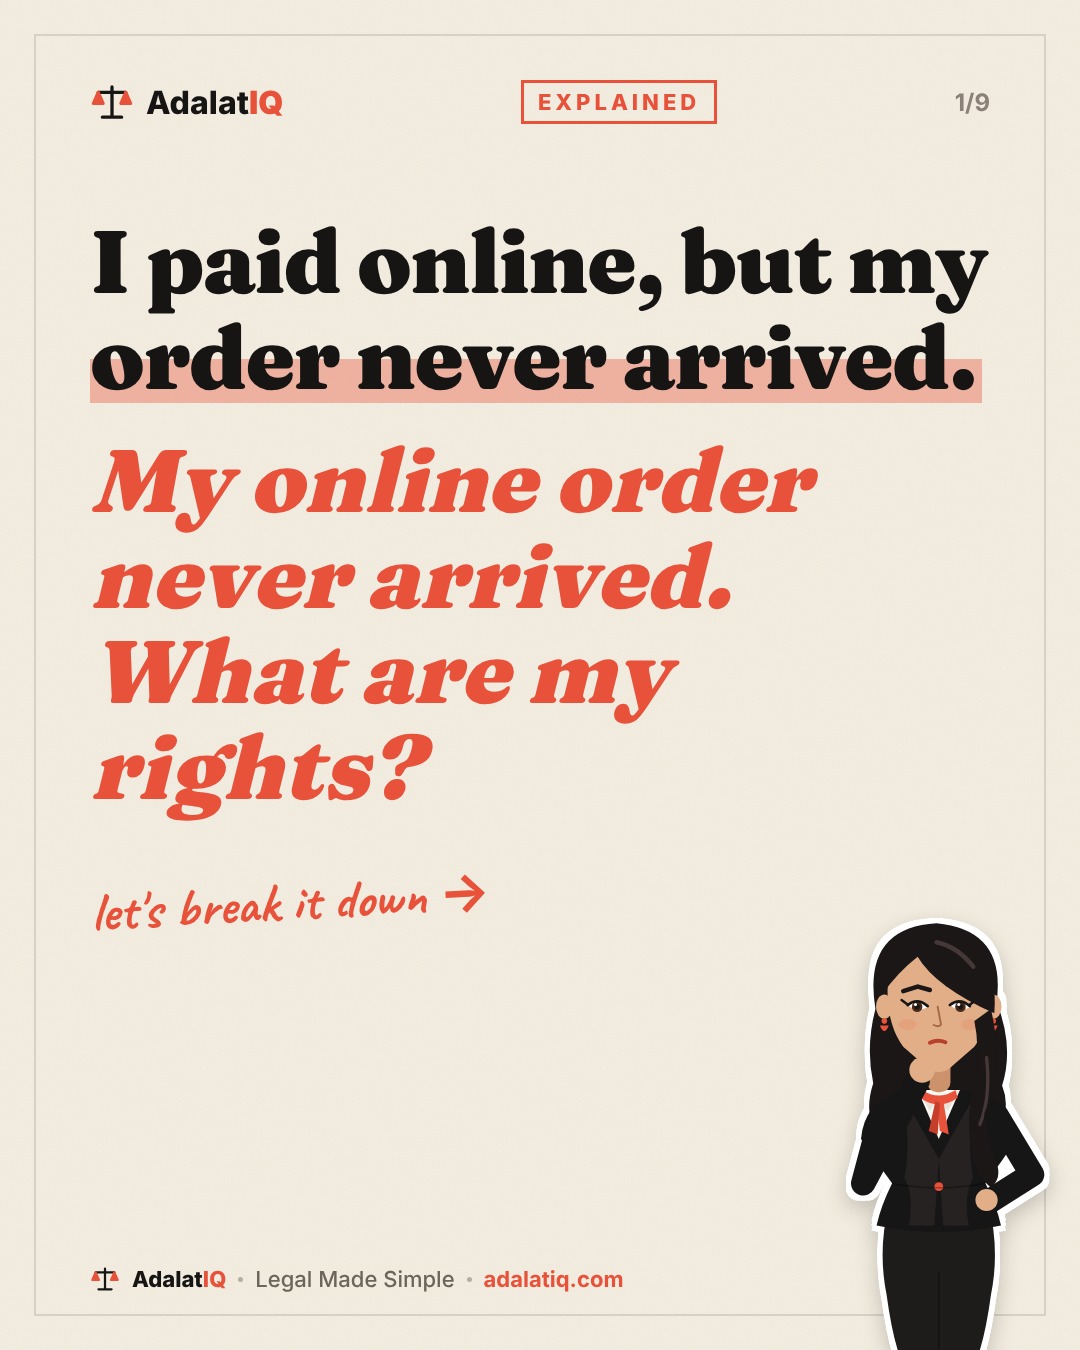 AdalatIQ
EXPLAINED
1/9
I paid online, but my
order never arrived.
My online order
never arrived.
What are my
rights?
let's break it down →
AdalatIQ • Legal Made Simple • adalatiq.com